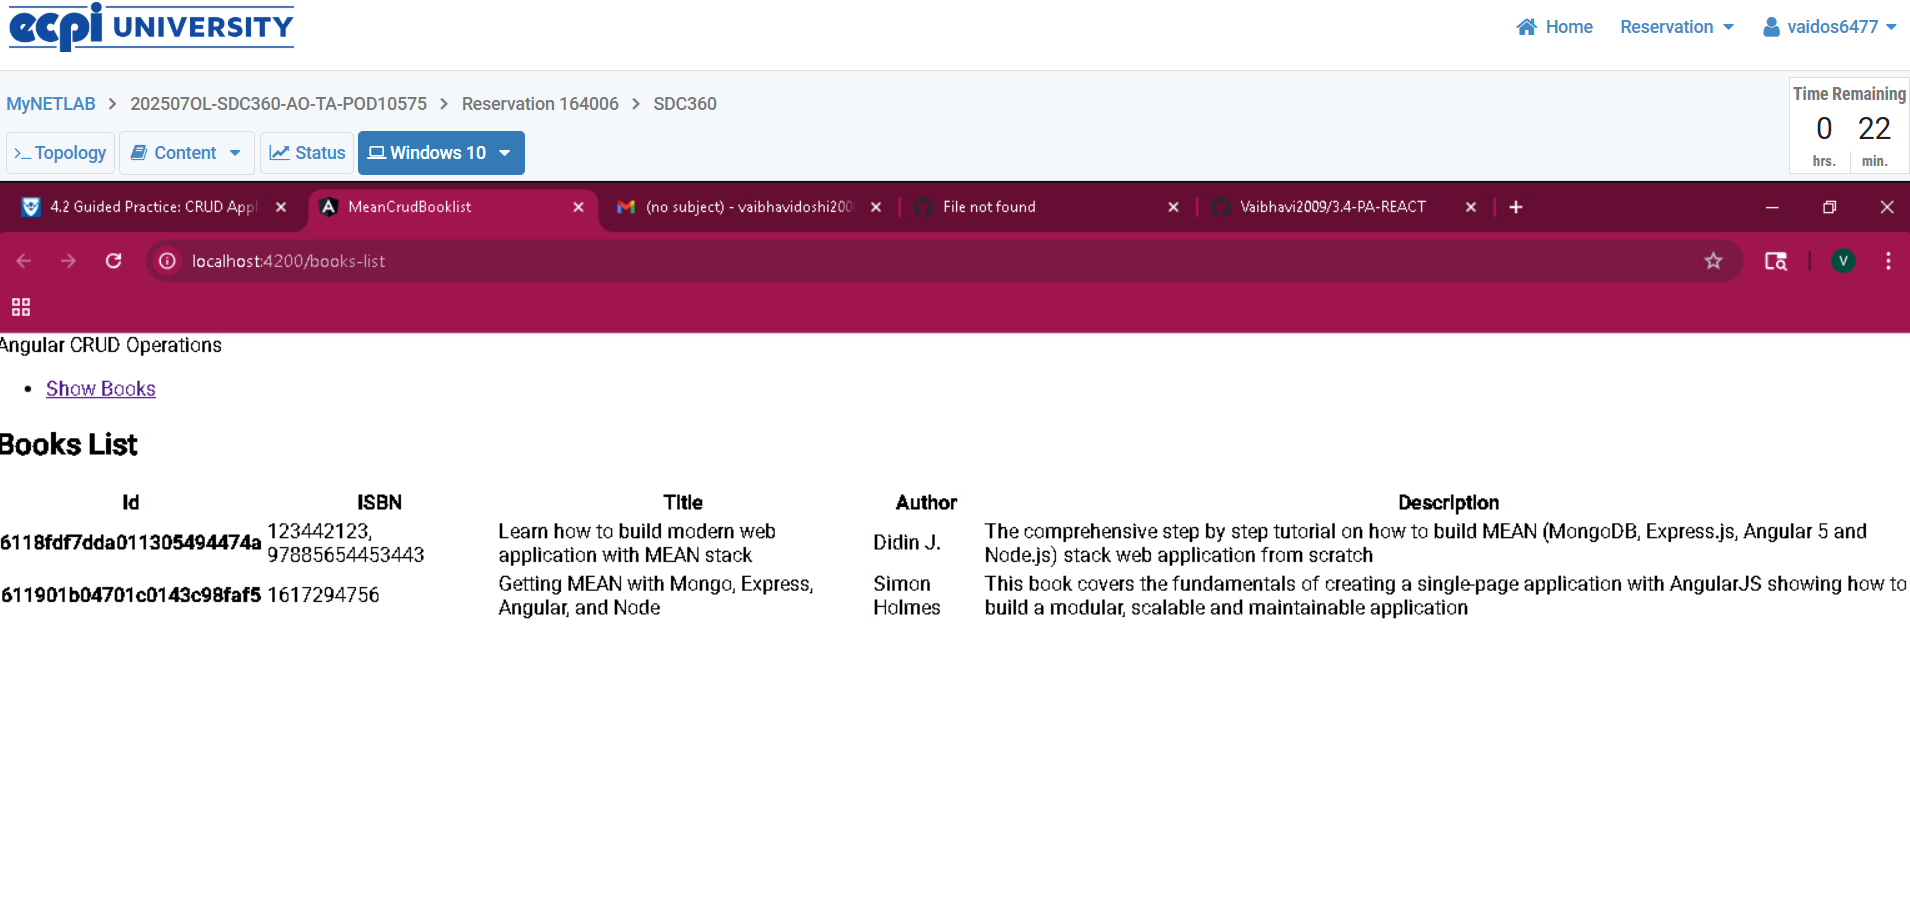 ecpi UNIVERSITY
Home Reservation vaidos6477
MyNETLAB > 202507OL-SDC360-AO-TA-POD10575 > Reservation 164006 > SDC360
Time Remaining
0 22
hrs. min.
>_ Topology Content Status Windows 10
4.2 Guided Practice: CRUD Appl MeanCrudBooklist (no subject) - vaibhavidoshi200 File not found Vaibhavi2009/3.4-PA-REACT
localhost:4200/books-list V
Angular CRUD Operations
• Show Books
Books List
Id ISBN Title Author Description
6118fdf7dda011305494474a 123442123, 97885654453443 Learn how to build modern web application with MEAN stack Didin J. The comprehensive step by step tutorial on how to build MEAN (MongoDB, Express.js, Angular 5 and Node.js) stack web application from scratch
611901b04701c0143c98faf5 1617294756 Getting MEAN with Mongo, Express, Angular, and Node Simon Holmes This book covers the fundamentals of creating a single-page application with AngularJS showing how to build a modular, scalable and maintainable application